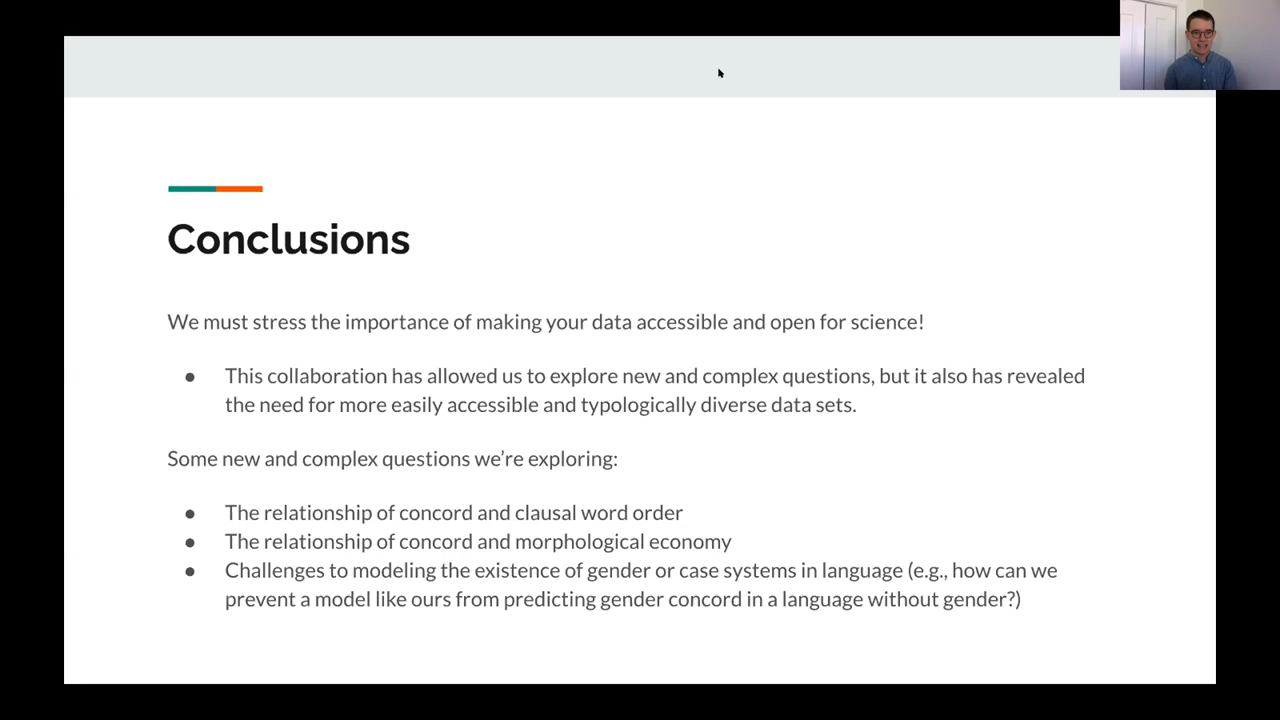 Conclusions
We must stress the importance of making your data accessible and open for science!
● This collaboration has allowed us to explore new and complex questions, but it also has revealed
the need for more easily accessible and typologically diverse data sets.
Some new and complex questions we’re exploring:
● The relationship of concord and clausal word order
● The relationship of concord and morphological economy
● Challenges to modeling the existence of gender or case systems in language (e.g., how can we
prevent a model like ours from predicting gender concord in a language without gender?)